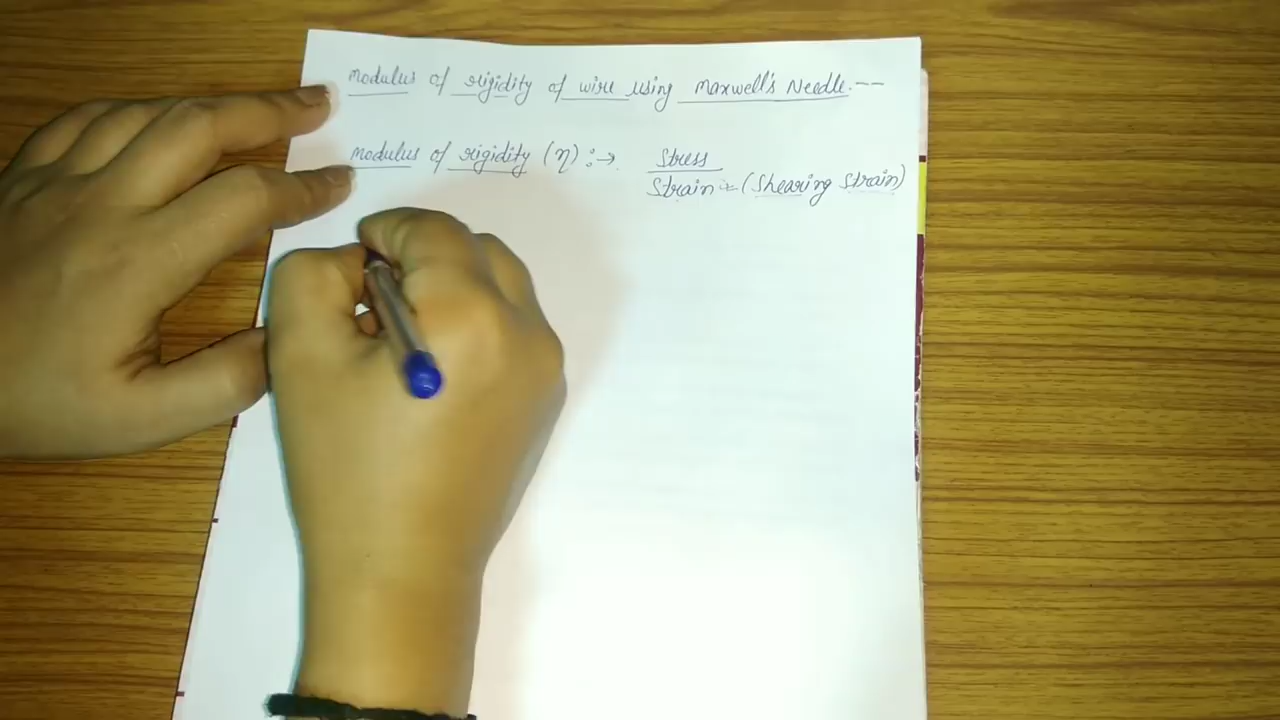 Modulus of rigidity of wire using Maxwell's Needle.--
Modulus of rigidity (η) :→ Stress
Strain = (Shearing Strain)